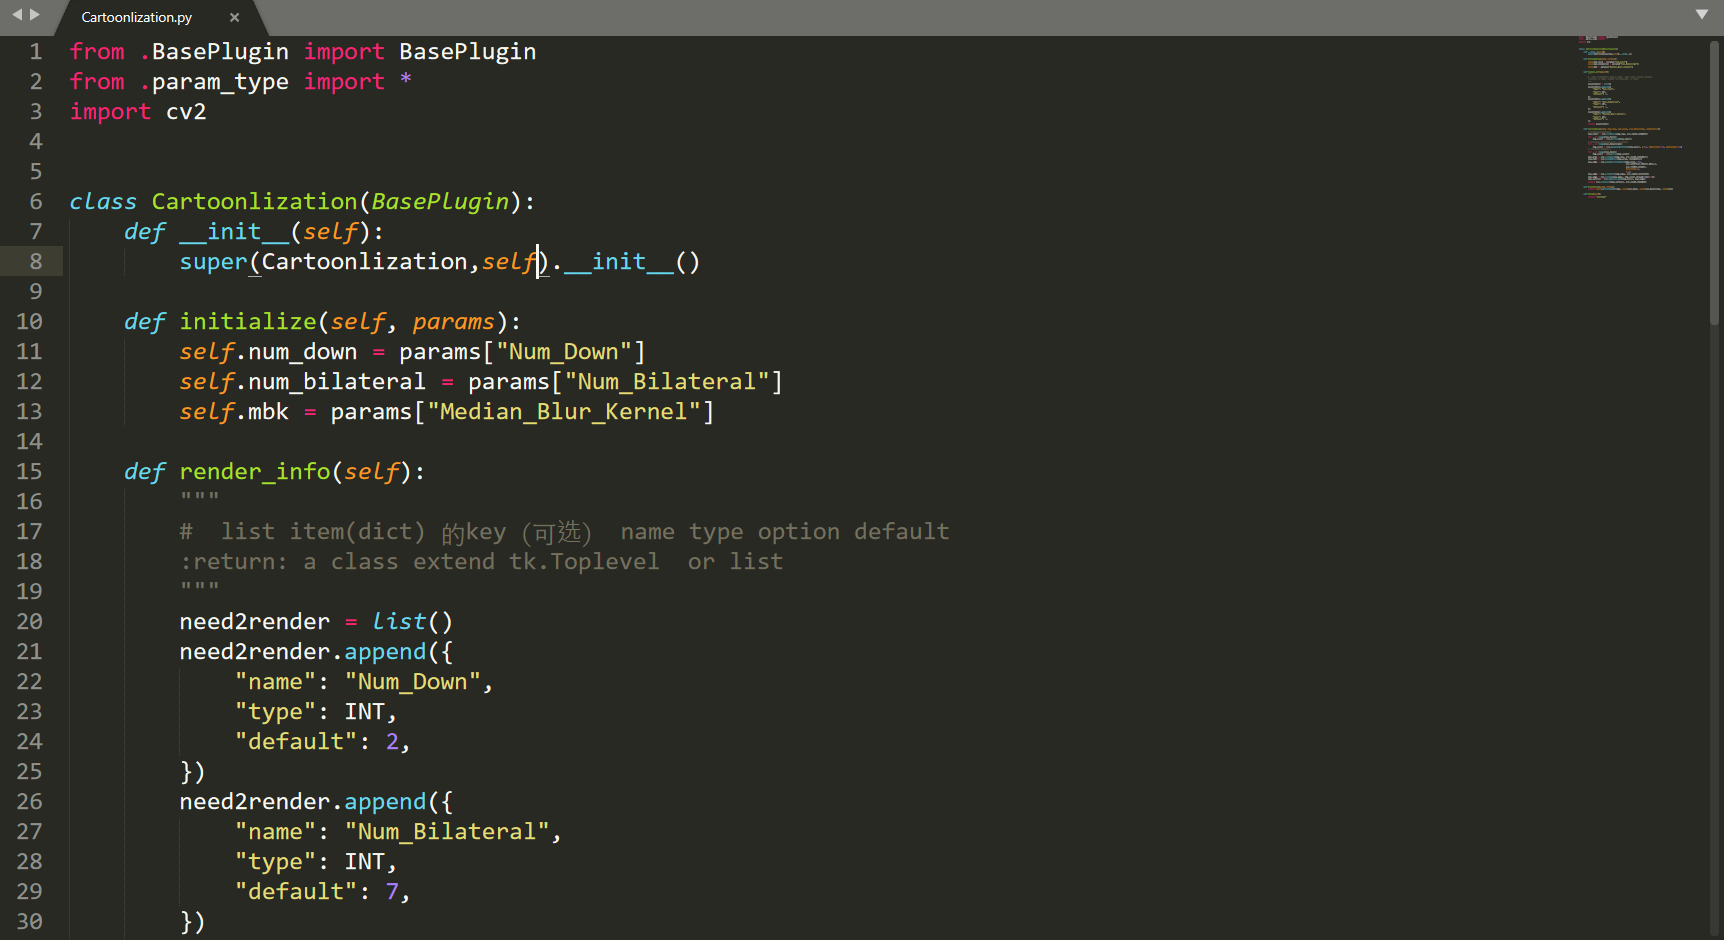 Cartoonlization.py ×
1 from .BasePlugin import BasePlugin
2 from .param_type import *
3 import cv2
4
5
6 class Cartoonlization(BasePlugin):
7     def __init__(self):
8         super(Cartoonlization,self).__init__()
9
10     def initialize(self, params):
11         self.num_down = params["Num_Down"]
12         self.num_bilateral = params["Num_Bilateral"]
13         self.mbk = params["Median_Blur_Kernel"]
14
15     def render_info(self):
16         """
17         #  list item(dict) 的key (可选)  name type option default
18         :return: a class extend tk.Toplevel  or list
19         """
20         need2render = list()
21         need2render.append({
22             "name": "Num_Down",
23             "type": INT,
24             "default": 2,
25         })
26         need2render.append({
27             "name": "Num_Bilateral",
28             "type": INT,
29             "default": 7,
30         })